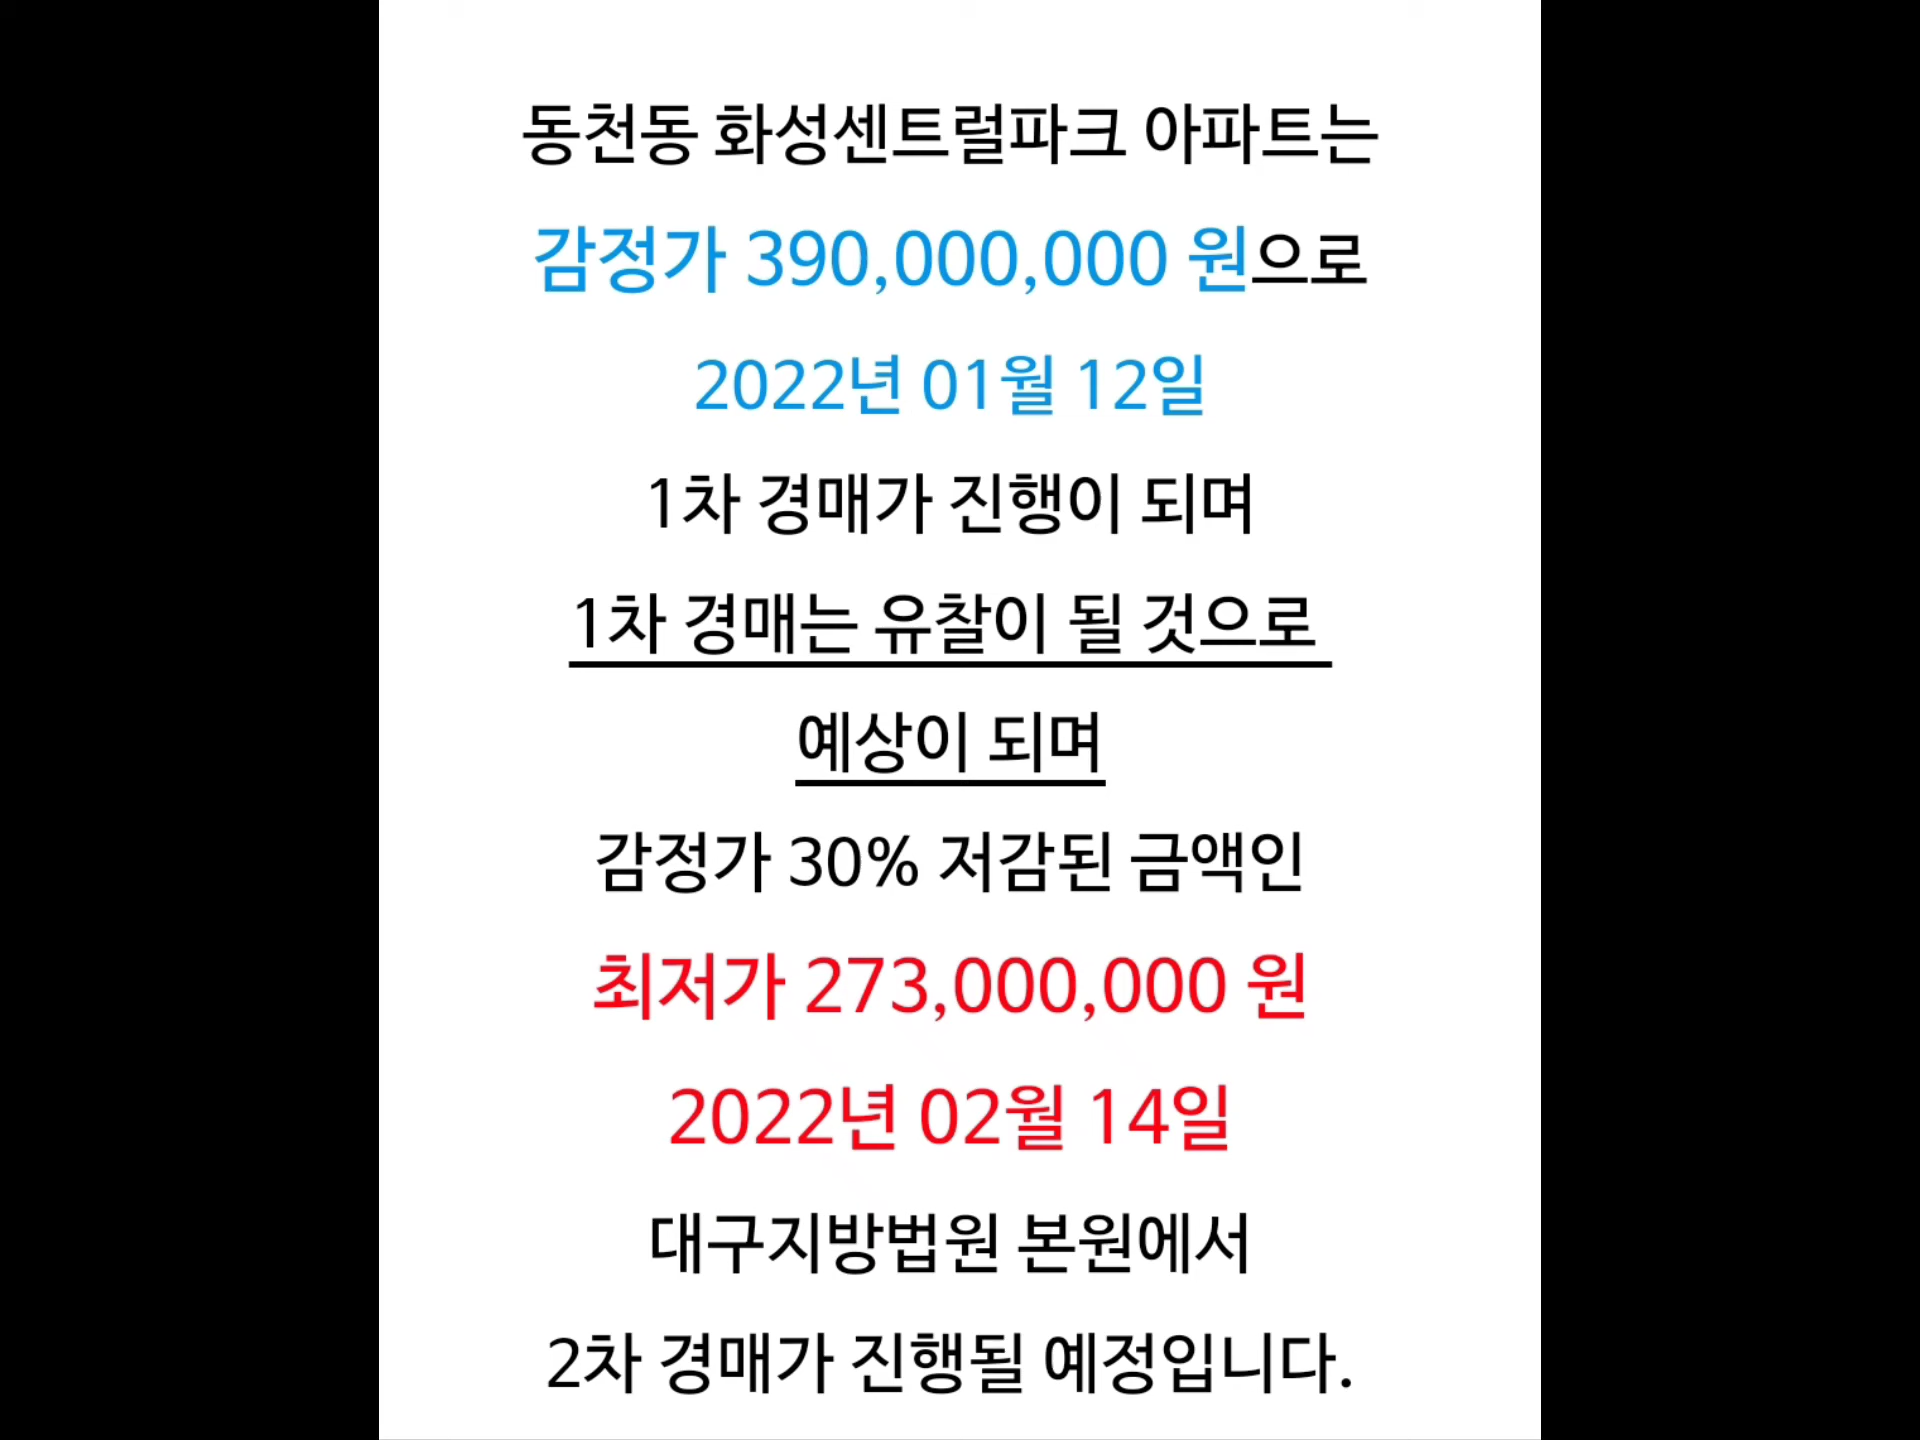 동천동 화성센트럴파크 아파트는
감정가 390,000,000 원으로
2022년 01월 12일
1차 경매가 진행이 되며
1차 경매는 유찰이 될 것으로
예상이 되며
감정가 30% 저감된 금액인
최저가 273,000,000 원
2022년 02월 14일
대구지방법원 본원에서
2차 경매가 진행될 예정입니다.